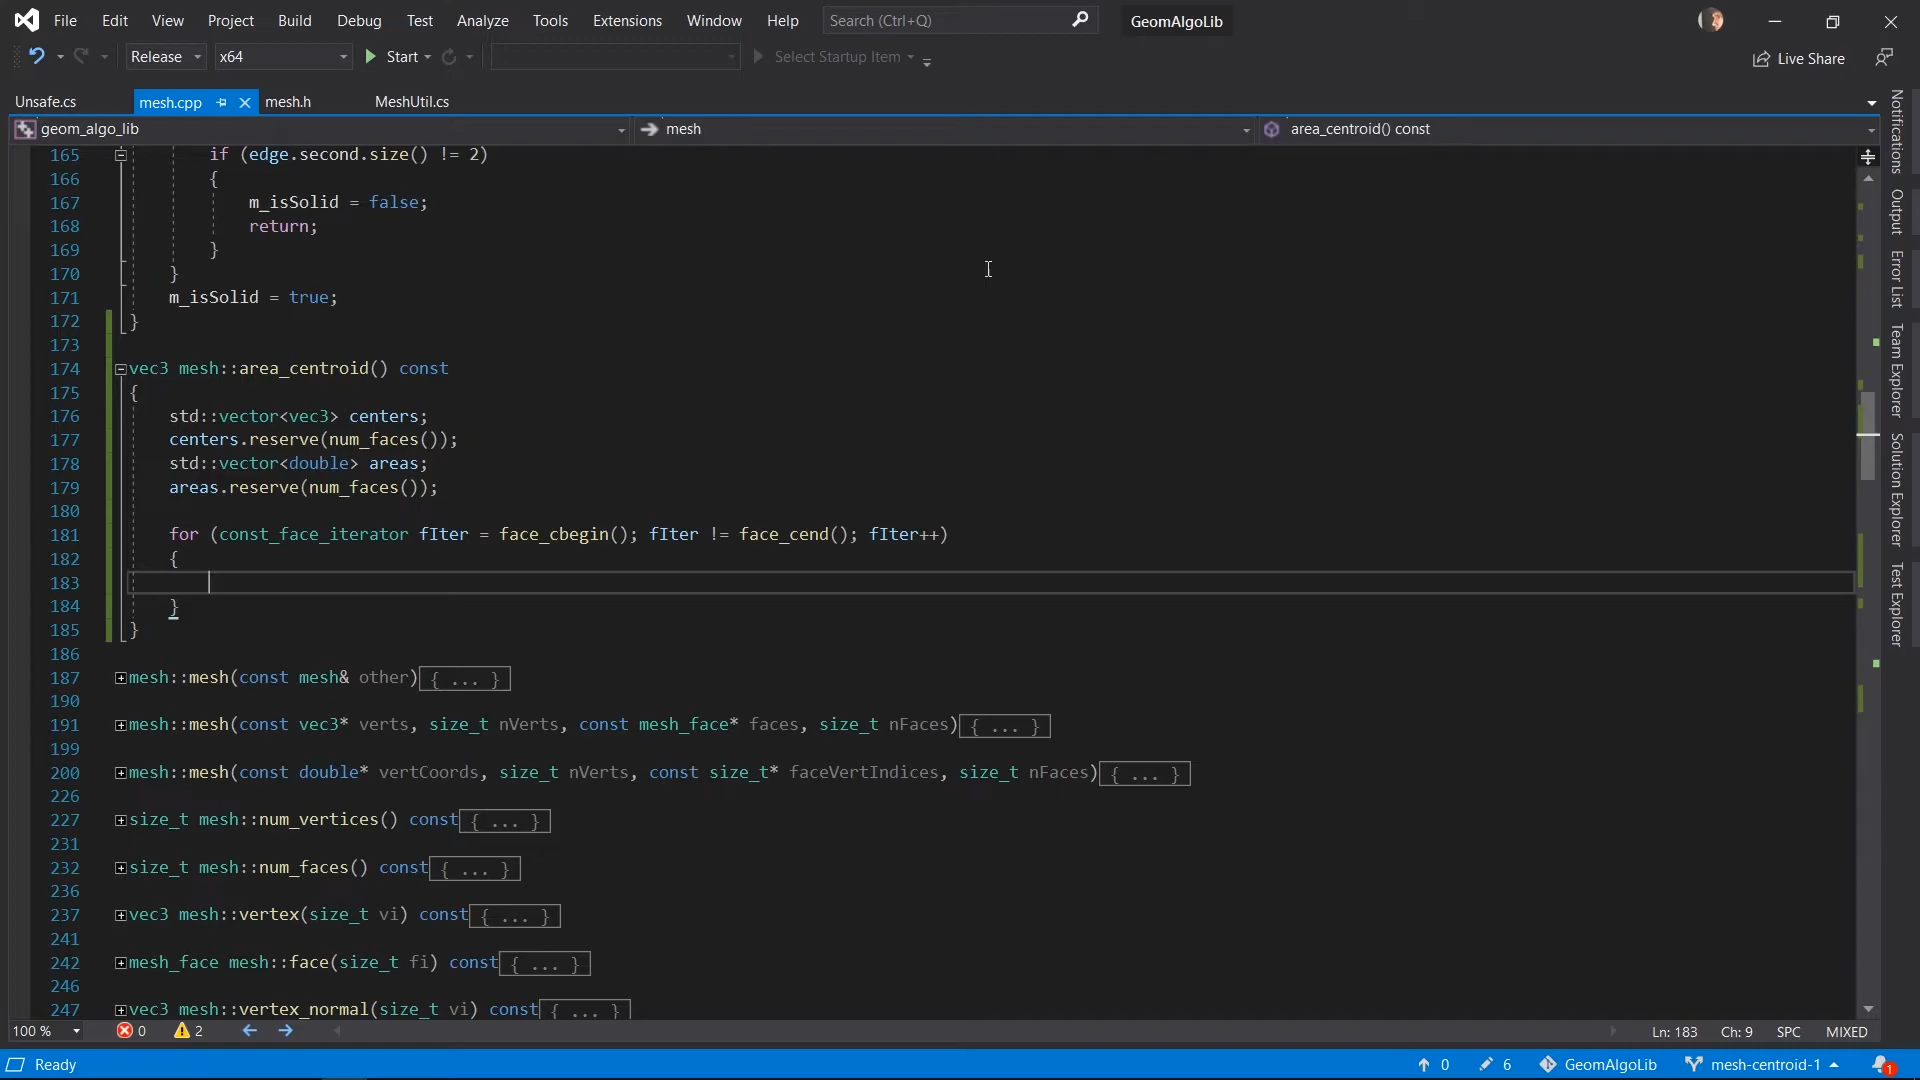 File Edit View Project Build Debug Test Analyze Tools Extensions Window Help Search (Ctrl+Q) GeomAlgoLib
Release x64 Start Select Startup Item Live Share
Unsafe.cs mesh.cpp mesh.h MeshUtil.cs
geom_algo_lib mesh area_centroid() const
165 if (edge.second.size() != 2)
166 {
167 m_isSolid = false;
168 return;
169 }
170 }
171 m_isSolid = true;
172 }
173
174 vec3 mesh::area_centroid() const
175 {
176 std::vector<vec3> centers;
177 centers.reserve(num_faces());
178 std::vector<double> areas;
179 areas.reserve(num_faces());
180
181 for (const_face_iterator fIter = face_cbegin(); fIter != face_cend(); fIter++)
182 {
183
184 }
185 }
186
187 mesh::mesh(const mesh& other){ ... }
190
191 mesh::mesh(const vec3* verts, size_t nVerts, const mesh_face* faces, size_t nFaces){ ... }
199
200 mesh::mesh(const double* vertCoords, size_t nVerts, const size_t* faceVertIndices, size_t nFaces){ ... }
226
227 size_t mesh::num_vertices() const{ ... }
231
232 size_t mesh::num_faces() const{ ... }
236
237 vec3 mesh::vertex(size_t vi) const{ ... }
241
242 mesh_face mesh::face(size_t fi) const{ ... }
246
247 vec3 mesh::vertex_normal(size_t vi) const{ ... }
100 % 0 2 Ln: 183 Ch: 9 SPC MIXED
Ready 0 6 GeomAlgoLib mesh-centroid-1 1
Notifications
Output
Error List
Team Explorer
Solution Explorer
Test Explorer